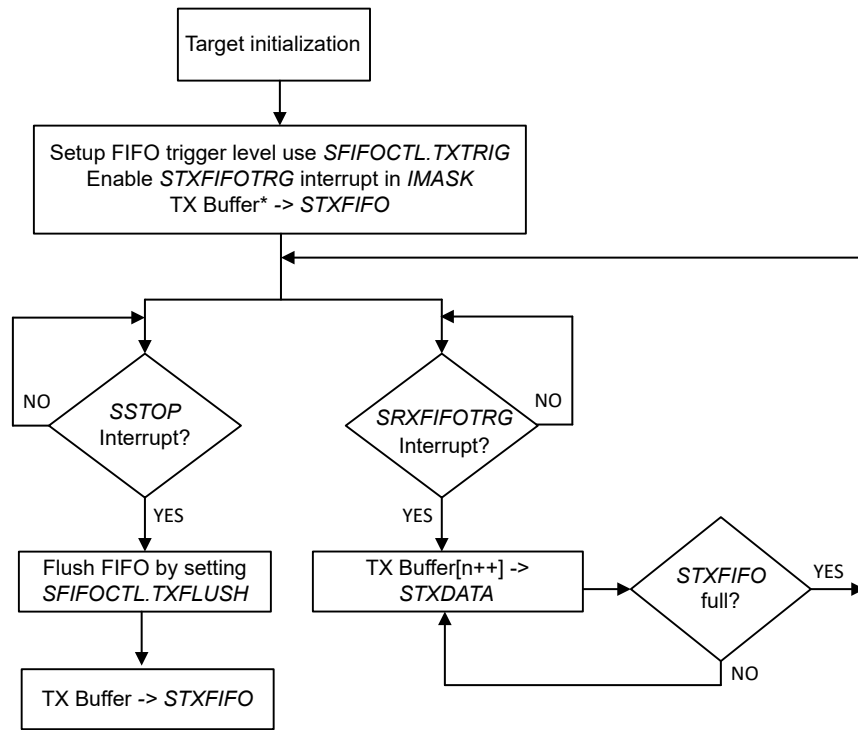 Target initialization
Setup FIFO trigger level use SFIFOCTL.TXTRIG
Enable STXFIFOTRG interrupt in IMASK
TX Buffer* -> STXFIFO
NO
SSTOP
Interrupt?
YES
Flush FIFO by setting
SFIFOCTL.TXFLUSH
TX Buffer -> STXFIFO
SRXFIFOTRG
Interrupt?
NO
YES
TX Buffer[n++] ->
STXDATA
STXFIFO
full?
YES
NO